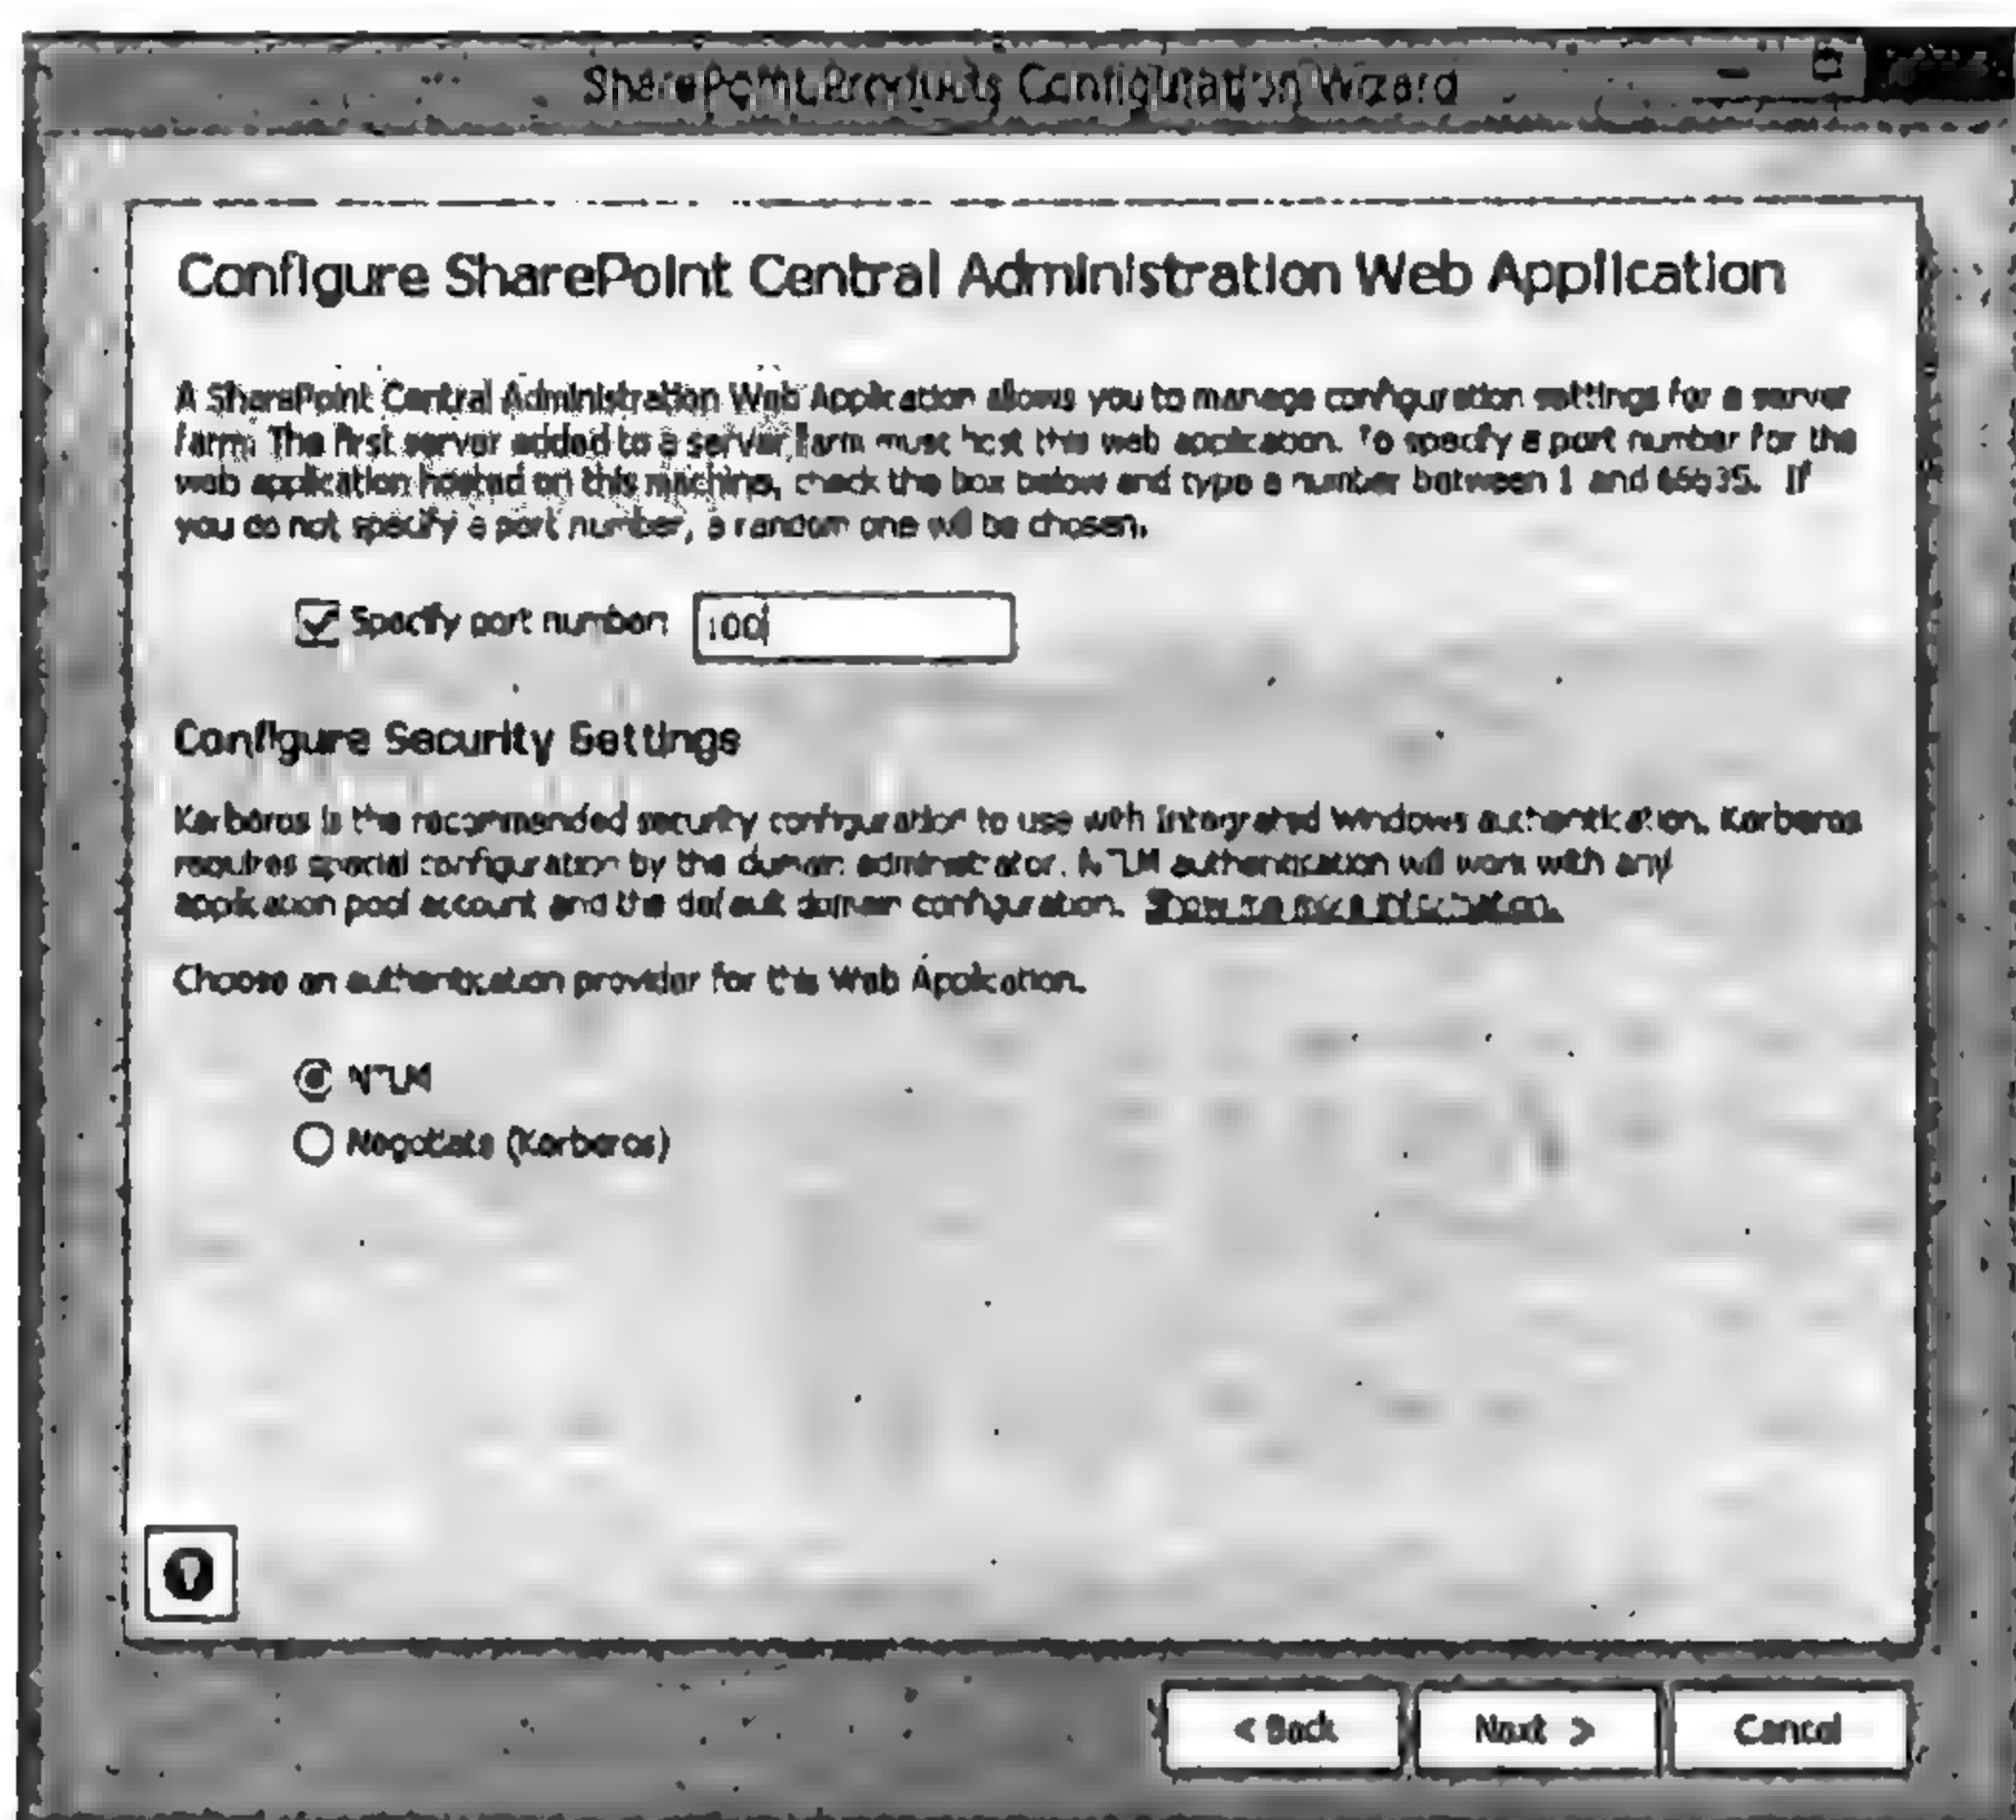 SharePoint Products Configuration Wizard
Configure SharePoint Central Administration Web Application
A SharePoint Central Administration Web Application allows you to manage configuration settings for a server
farm. The first server added to a server farm must host this web application. To specify a port number for the
web application hosted on this machine, check the box below and type a number between 1 and 65535. If
you do not specify a port number, a random one will be chosen.
Specify port number:
100
Configure Security Settings
Kerberos is the recommended security configuration to use with Integrated Windows authentication. Kerberos
requires special configuration by the domain administrator. NTLM authentication will work with any
application pool account and the default domain configuration. Show me more information.
Choose an authentication provider for this Web Application.
NTLM
Negotiate (Kerberos)
< Back
Next >
Cancel